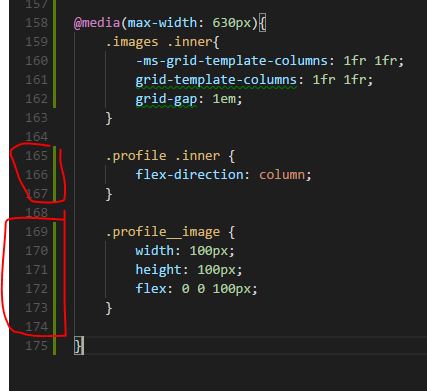 157
158 @media(max-width: 630px){
159 .images .inner{
160 -ms-grid-template-columns: 1fr 1fr;
161 grid-template-columns: 1fr 1fr;
162 grid-gap: 1em;
163 }
164
165 .profile .inner {
166 flex-direction: column;
167 }
168
169 .profile__image {
170 width: 100px;
171 height: 100px;
172 flex: 0 0 100px;
173 }
174
175 }